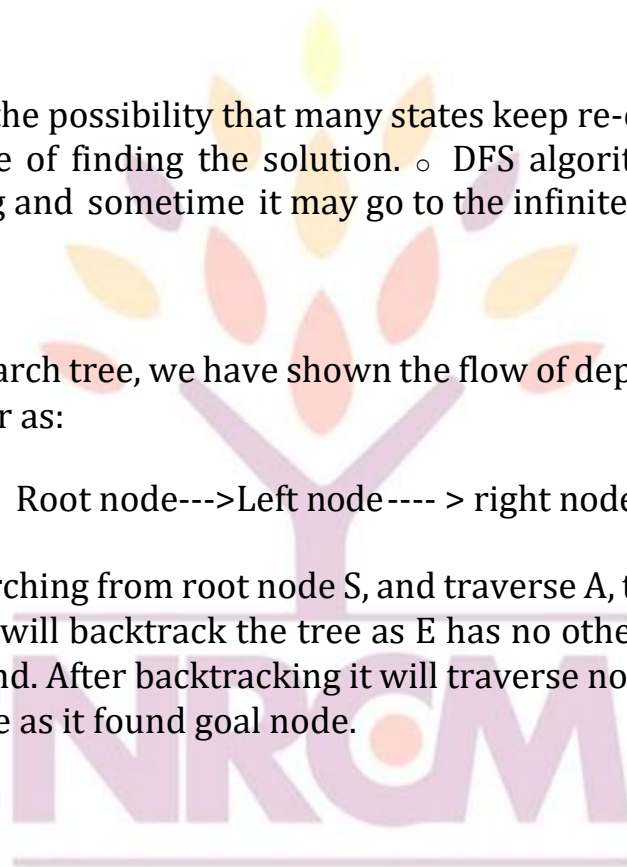 the possibility that many states keep re-
e of finding the solution. ○ DFS algorit
g and sometime it may go to the infinite
arch tree, we have shown the flow of dep
r as:
Root node--->Left node ---- > right node
rching from root node S, and traverse A, t
will backtrack the tree as E has no othe
nd. After backtracking it will traverse no
e as it found goal node.
NRCM